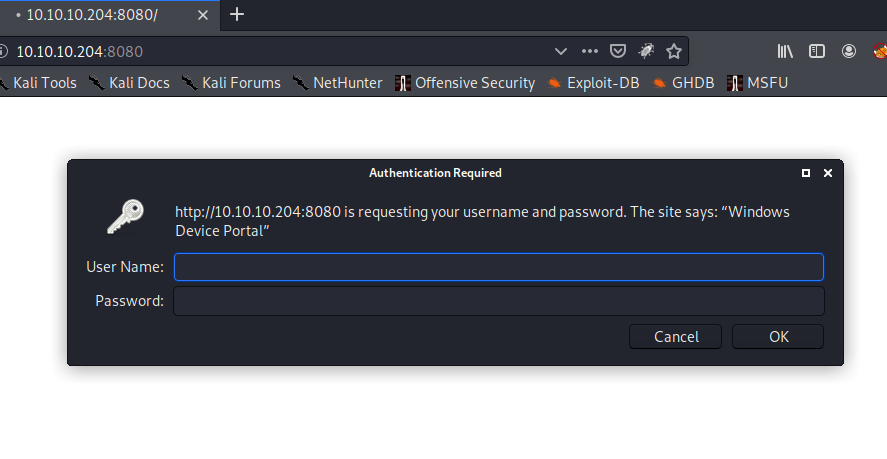 10.10.10.204:8080/
10.10.10.204:8080
Kali Tools Kali Docs Kali Forums NetHunter Offensive Security Exploit-DB GHDB MSFU
Authentication Required
http://10.10.10.204:8080 is requesting your username and password. The site says: “Windows
Device Portal”
User Name:
Password:
Cancel OK